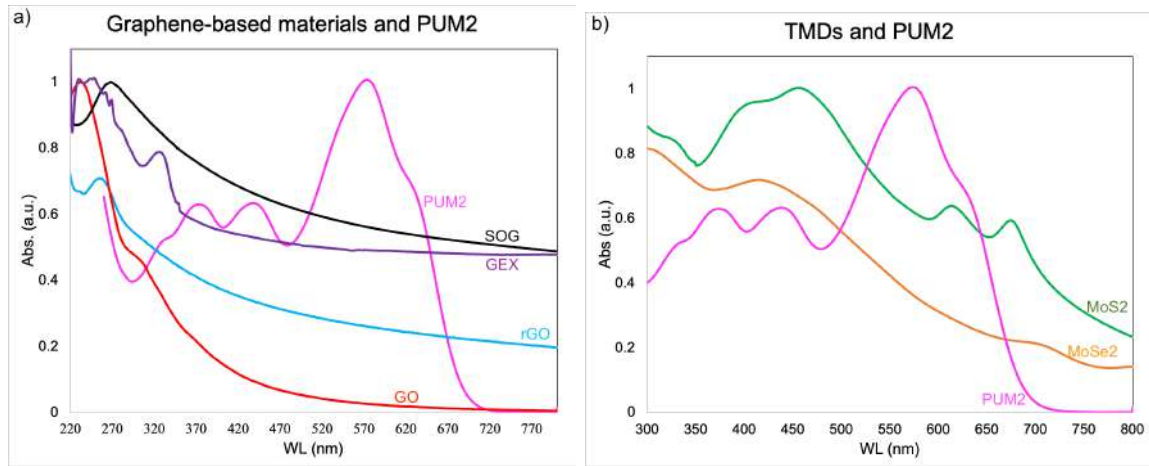 a)
Graphene-based materials and PUM2
1
0.8
0.6
0.4
0.2
0
Abs. (a.u.)
PUM2
SOG
GEX
rGO
GO
220 270 320 370 420 470 520 570 620 670 720 770
WL (nm)
b)
TMDs and PUM2
1
0.8
0.6
0.4
0.2
0
Abs (a.u.)
MoS2
MoSe2
PUM2
300 350 400 450 500 550 600 650 700 750 800
WL (nm)